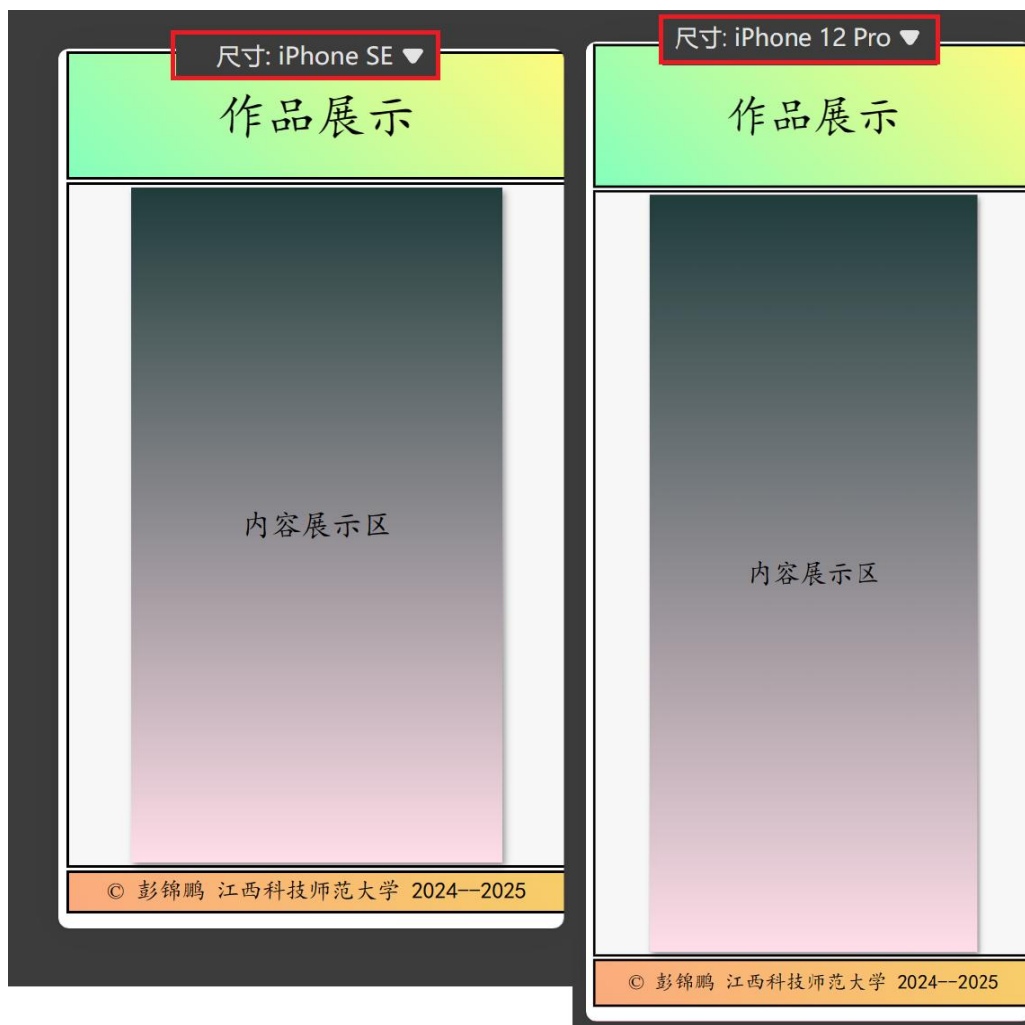 尺寸: iPhone SE ▼
作品展示
内容展示区
© 彭锦鹏 江西科技师范大学 2024--2025
尺寸: iPhone 12 Pro ▼
作品展示
内容展示区
© 彭锦鹏 江西科技师范大学 2024--2025